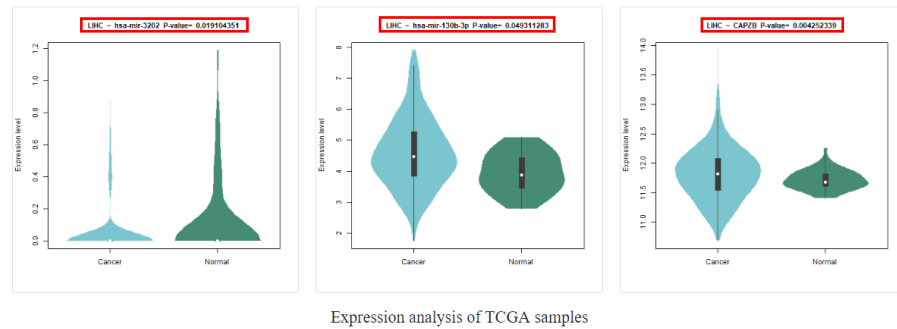 LIHC ~ hsa-mir-3202 P-value= 0.019104351
Expression level
0.0
0.2
0.4
0.6
0.8
1.0
1.2
Cancer
Normal
LIHC ~ hsa-mir-130b-3p P-value= 0.049311283
Expression level
2
3
4
5
6
7
8
Cancer
Normal
LIHC ~ CAPZB P-value= 0.004252339
Expression level
11.0
11.5
12.0
12.5
13.0
13.5
14.0
Cancer
Normal
Expression analysis of TCGA samples